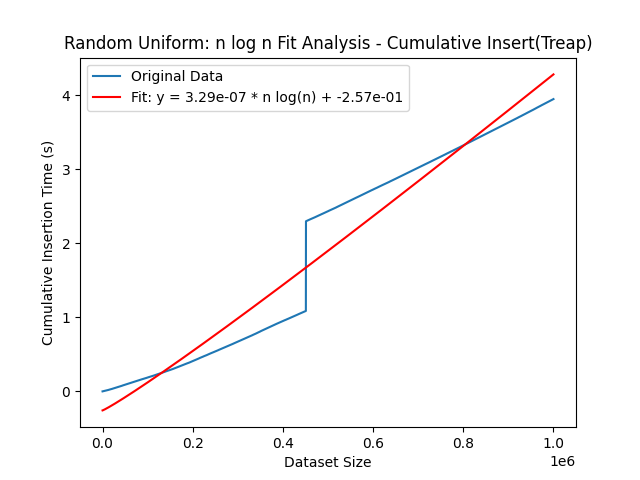 Random Uniform: n log n Fit Analysis - Cumulative Insert(Treap)
Original Data
Fit: y = 3.29e-07 * n log(n) + -2.57e-01
Cumulative Insertion Time (s)
4
3
2
1
0
0.0 0.2 0.4 0.6 0.8 1.0
1e6
Dataset Size